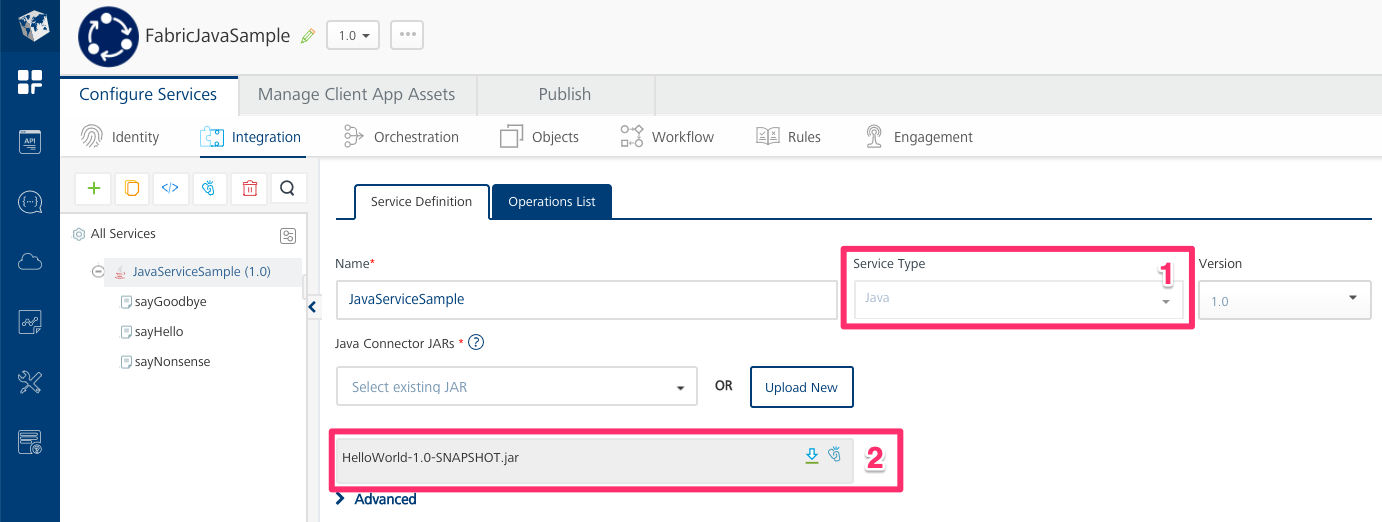 FabricJavaSample 1.0
Configure Services Manage Client App Assets Publish
Identity Integration Orchestration Objects Workflow Rules Engagement
API
</>
Service Definition Operations List
All Services
JavaServiceSample (1.0)
sayGoodbye
sayHello
sayNonsense
Name* Service Type 1 Version
JavaServiceSample Java 1.0
Java Connector JARs * ?
Select existing JAR OR Upload New
HelloWorld-1.0-SNAPSHOT.jar 2
Advanced